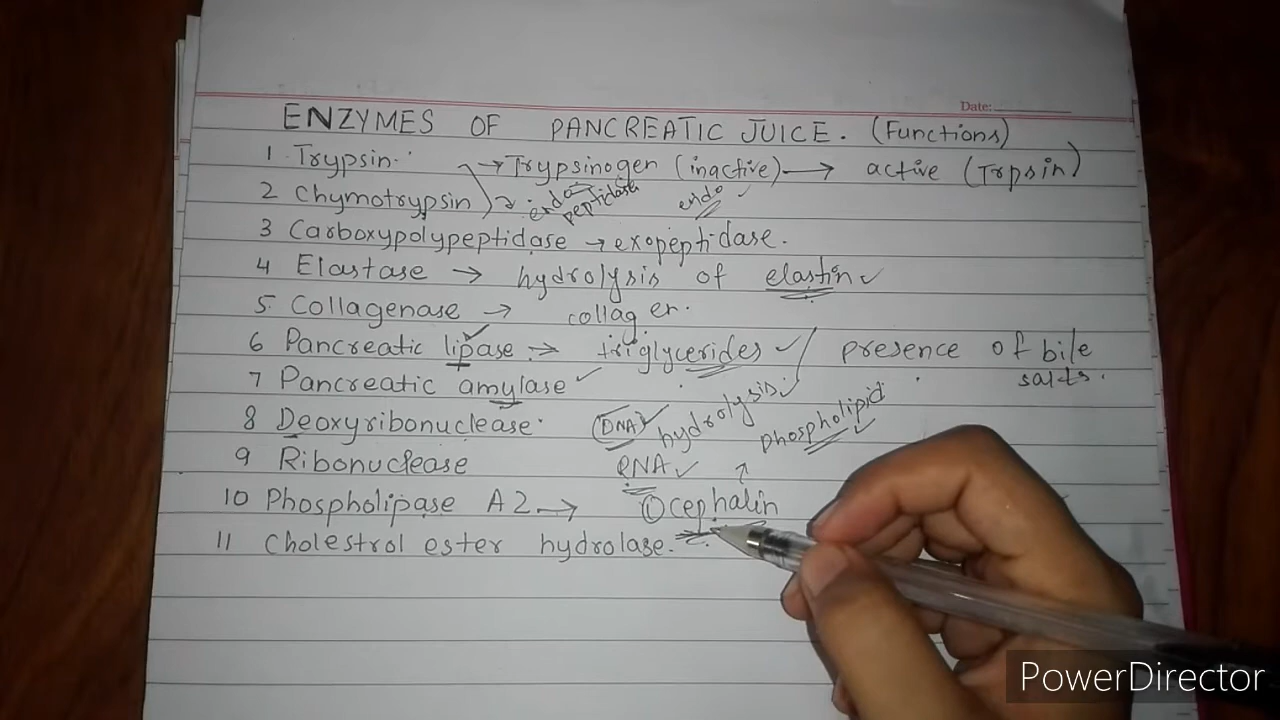 Date:
ENZYMES OF PANCREATIC JUICE. (Functions)
1 Trypsin. → Trypsinogen (inactive) → active (Trpsin)
2 Chymotrypsin → endo peptidase endo
3 Carboxypolypeptidase → exopeptidase.
4 Elastase → hydrolysis of elastin ✓
5. Collagenase → collagen.
6 Pancreatic lipase → triglycerides ✓ presence of bile
salts.
7 Pancreatic amylase ✓ hydrolysis ✓
8 Deoxyribonuclease DNA ✓ phospholipid
9 Ribonuclease RNA ✓
10 Phospholipase A2 → ① cephalin
11 Cholestrol ester hydrolase.
PowerDirector